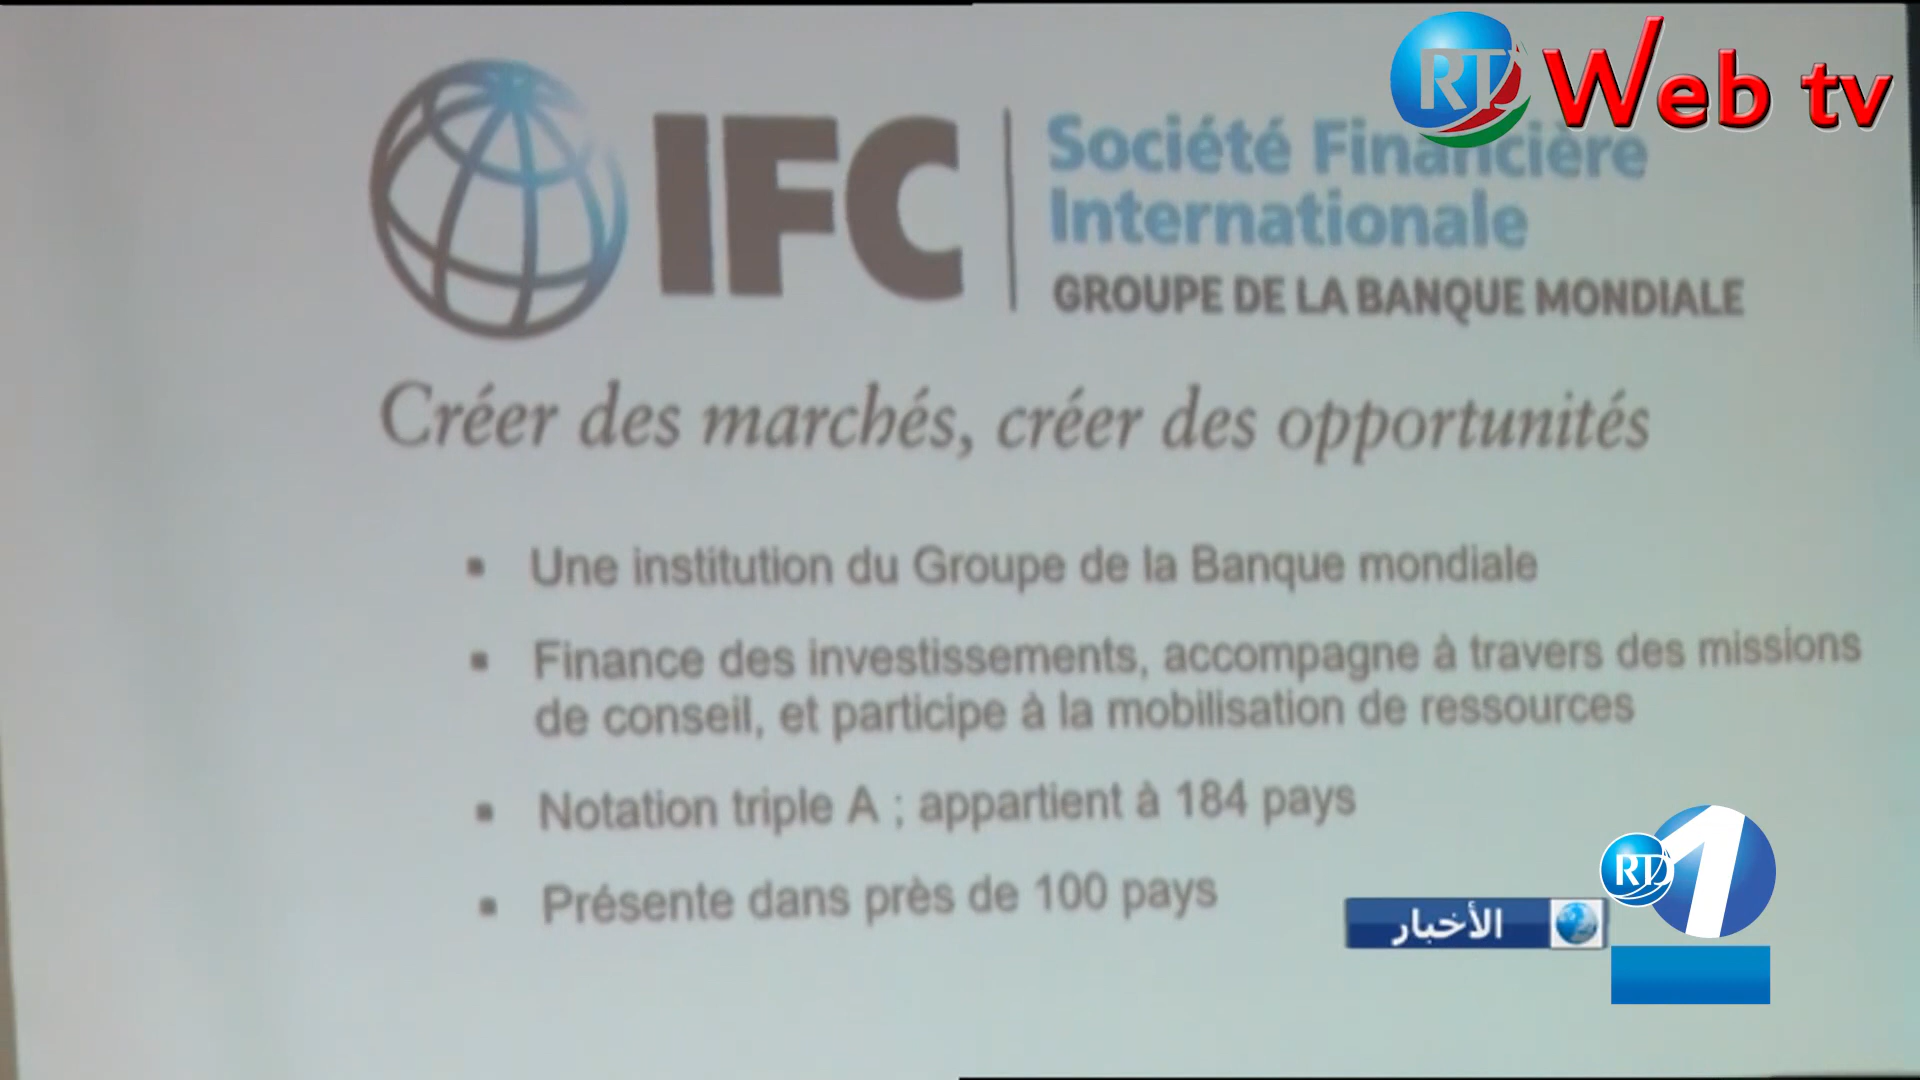 RTD Web tv
IFC
Société Financière
Internationale
GROUPE DE LA BANQUE MONDIALE
Créer des marchés, créer des opportunités
▪ Une institution du Groupe de la Banque mondiale
▪ Finance des investissements, accompagne à travers des missions
de conseil, et participe à la mobilisation de ressources
▪ Notation triple A ; appartient à 184 pays
▪ Présente dans près de 100 pays
RTD 1
الأخبار